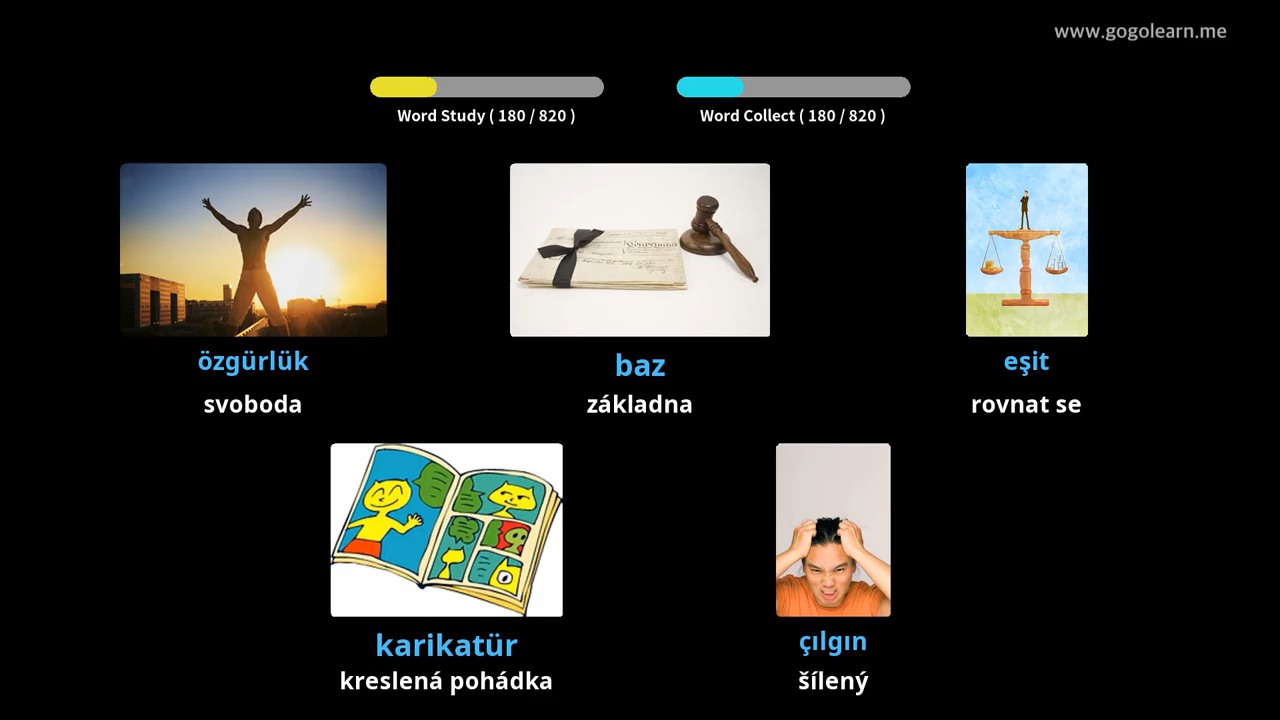 www.gogolearn.me
Word Study ( 180 / 820 )
Word Collect ( 180 / 820 )
özgürlük
svoboda
baz
základna
eşit
rovnat se
karikatür
kreslená pohádka
çılgın
šílený